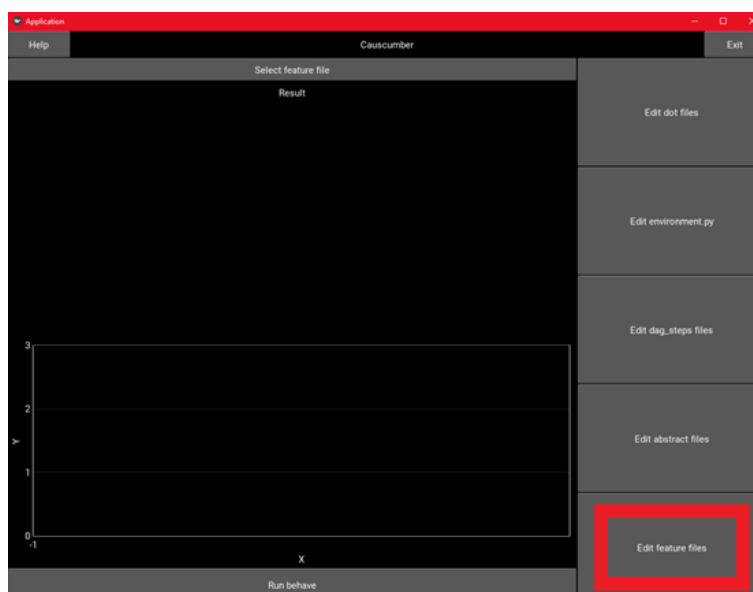 Application
Help
Causcumber
Exit
Select feature file
Result
Edit dot files
Edit environment.py
Edit dag_steps files
Edit abstract files
Edit feature files
3
2
Y
1
0
-1
X
Run behave